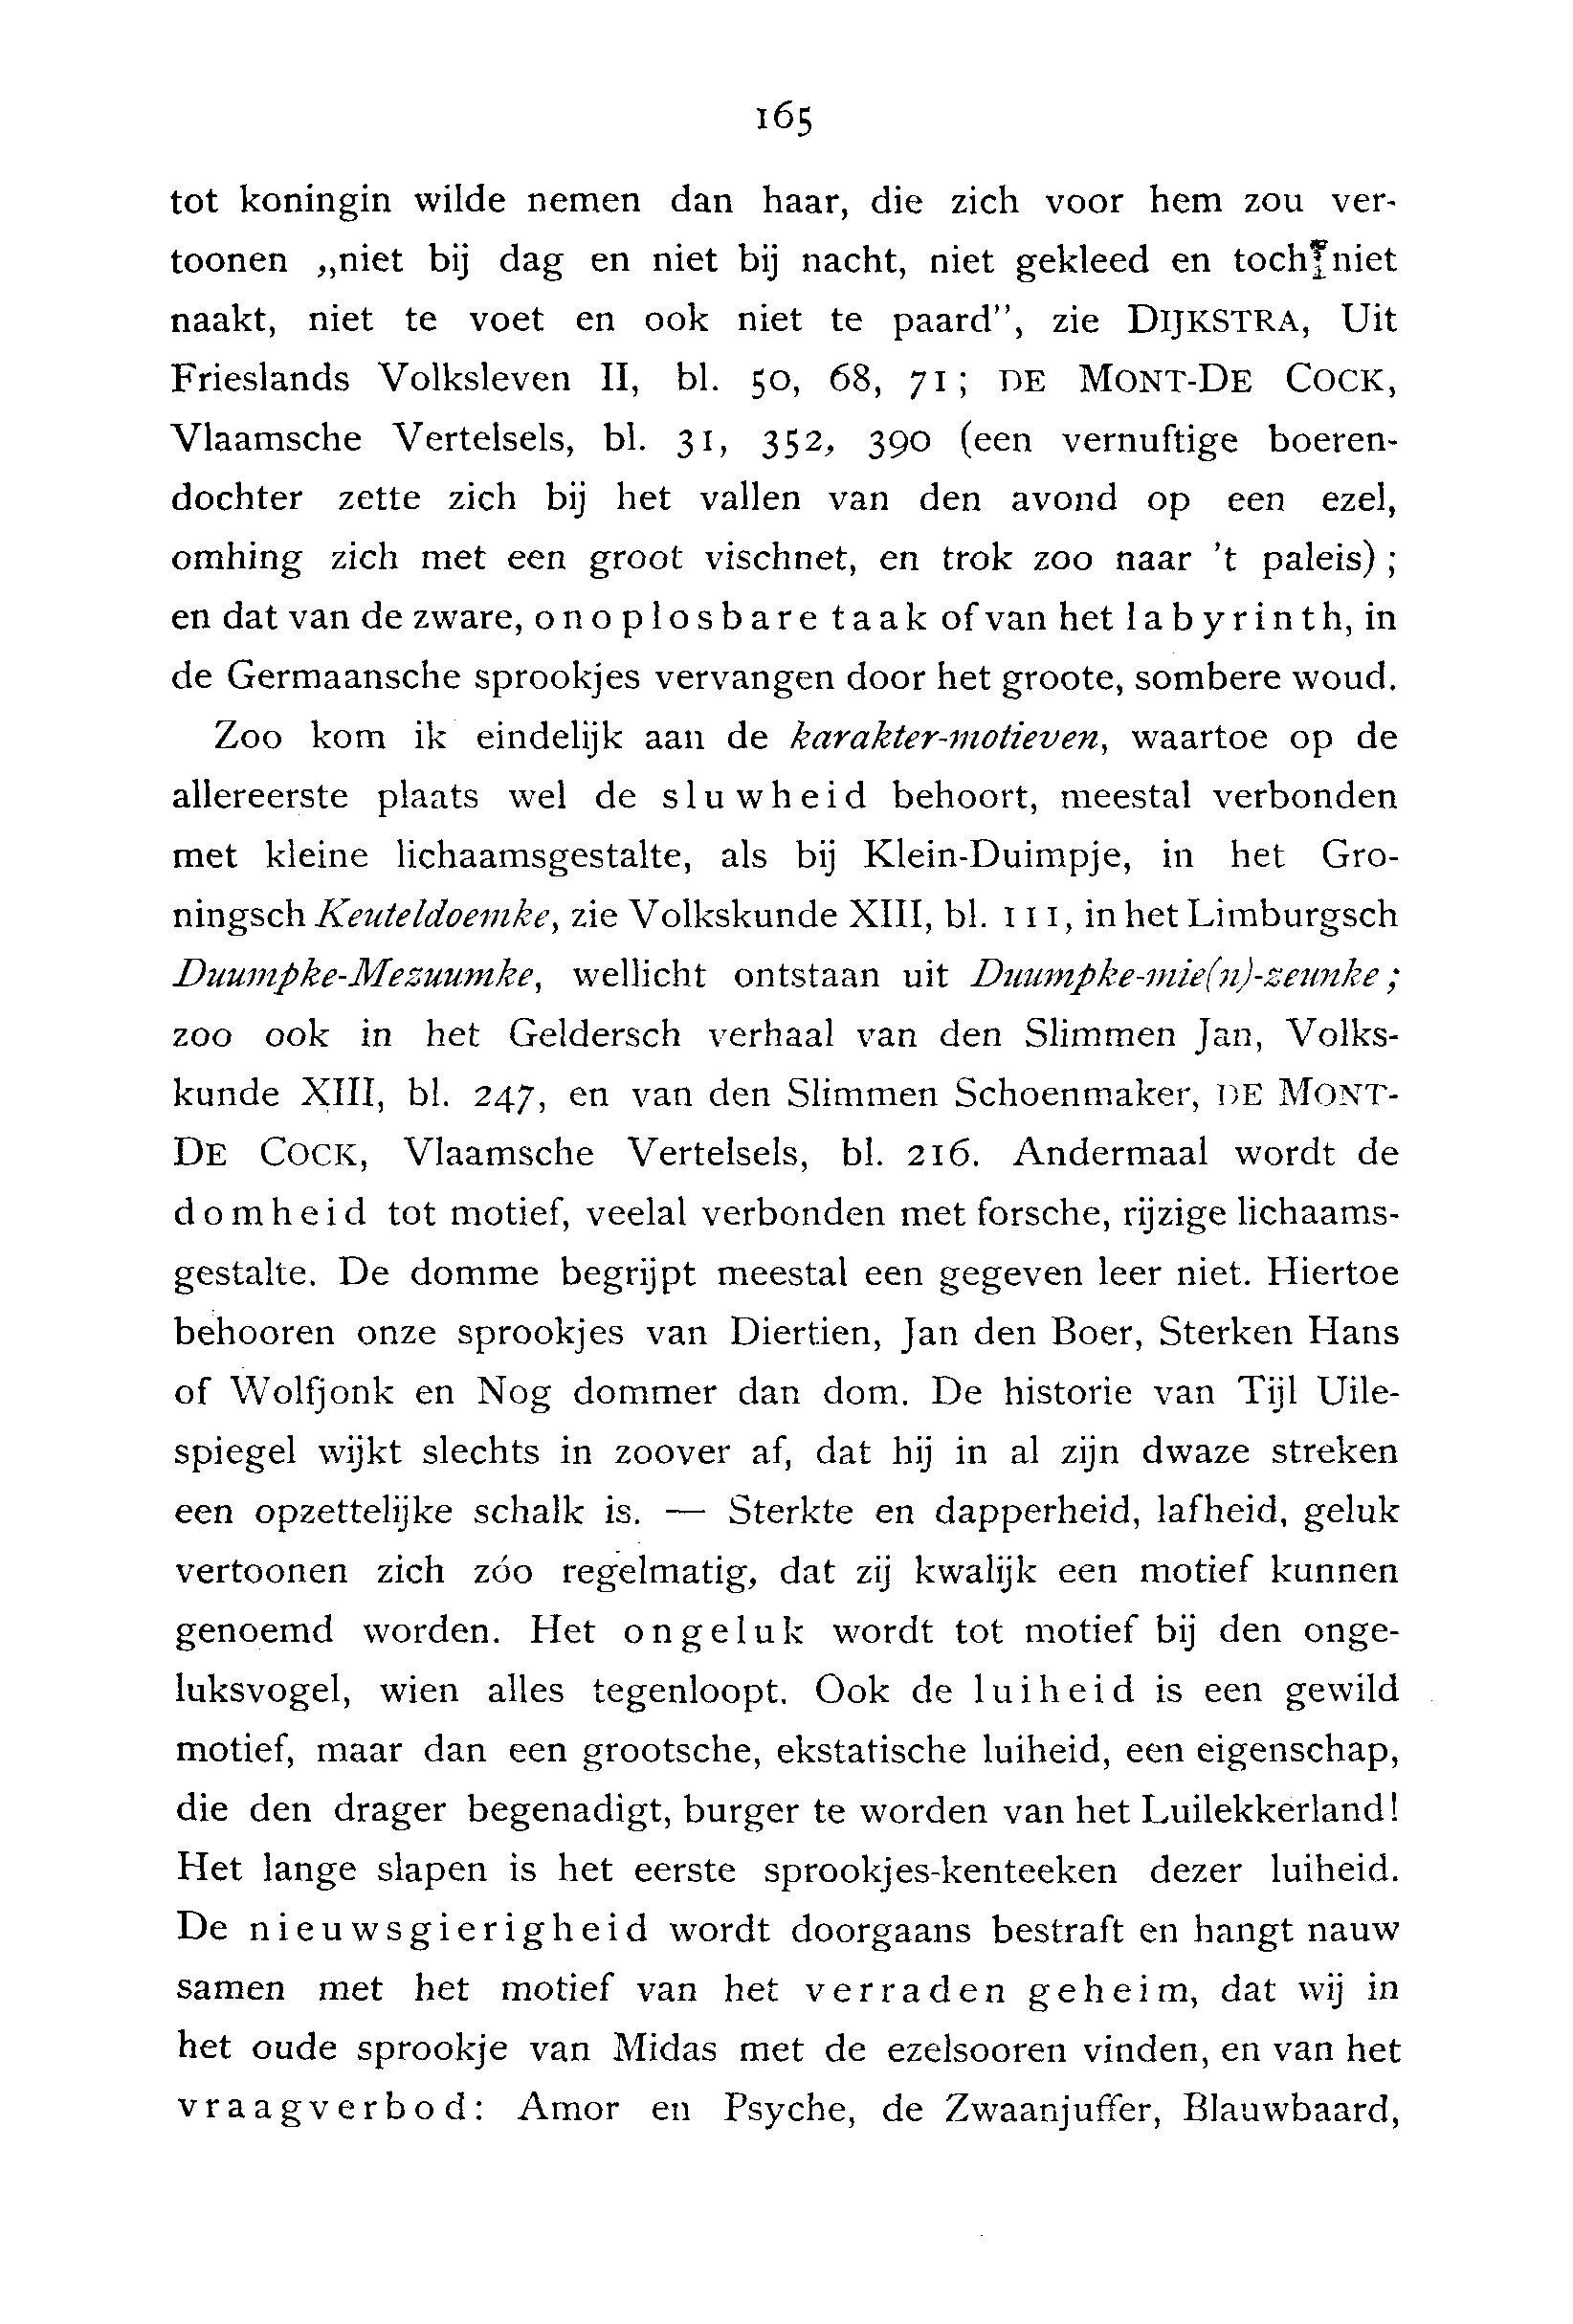 165
tot koningin wilde nemen dan haar, die zich voor hem zou ver-
toonen „niet bij dag en niet bij nacht, niet gekleed en toch niet
naakt, niet te voet en ook niet te paard”, zie DIJKSTRA, Uit
Frieslands Volksleven II, bl. 50, 68, 71; DE MONT-DE COCK,
Vlaamsche Vertelsels, bl. 31, 352, 390 (een vernuftige boeren-
dochter zette zich bij het vallen van den avond op een ezel,
omhing zich met een groot vischnet, en trok zoo naar 't paleis);
en dat van de zware, onoplosbare taak of van het labyrinth, in
de Germaansche sprookjes vervangen door het groote, sombere woud.
Zoo kom ik eindelijk aan de karakter-motieven, waartoe op de
allereerste plaats wel de sluwheid behoort, meestal verbonden
met kleine lichaamsgestalte, als bij Klein-Duimpje, in het Gro-
ningsch Keuteldoemke, zie Volkskunde XIII, bl. 111, in het Limburgsch
Duumpke-Mezuumke, wellicht ontstaan uit Duumpke-mie(n)-zeunke;
zoo ook in het Geldersch verhaal van den Slimmen Jan, Volks-
kunde XIII, bl. 247, en van den Slimmen Schoenmaker, DE MONT-
DE COCK, Vlaamsche Vertelsels, bl. 216. Andermaal wordt de
domheid tot motief, veelal verbonden met forsche, rijzige lichaams-
gestalte. De domme begrijpt meestal een gegeven leer niet. Hiertoe
behooren onze sprookjes van Diertien, Jan den Boer, Sterken Hans
of Wolfjonk en Nog dommer dan dom. De historie van Tijl Uile-
spiegel wijkt slechts in zoover af, dat hij in al zijn dwaze streken
een opzettelijke schalk is. — Sterkte en dapperheid, lafheid, geluk
vertoonen zich zóo regelmatig, dat zij kwalijk een motief kunnen
genoemd worden. Het ongeluk wordt tot motief bij den onge-
luksvogel, wien alles tegenloopt. Ook de luiheid is een gewild
motief, maar dan een grootsche, ekstatische luiheid, een eigenschap,
die den drager begenadigt, burger te worden van het Luilekkerland!
Het lange slapen is het eerste sprookjes-kenteeken dezer luiheid.
De nieuwsgierigheid wordt doorgaans bestraft en hangt nauw
samen met het motief van het verraden geheim, dat wij in
het oude sprookje van Midas met de ezelsooren vinden, en van het
vraagverbod: Amor en Psyche, de Zwaanjuffer, Blauwbaard,